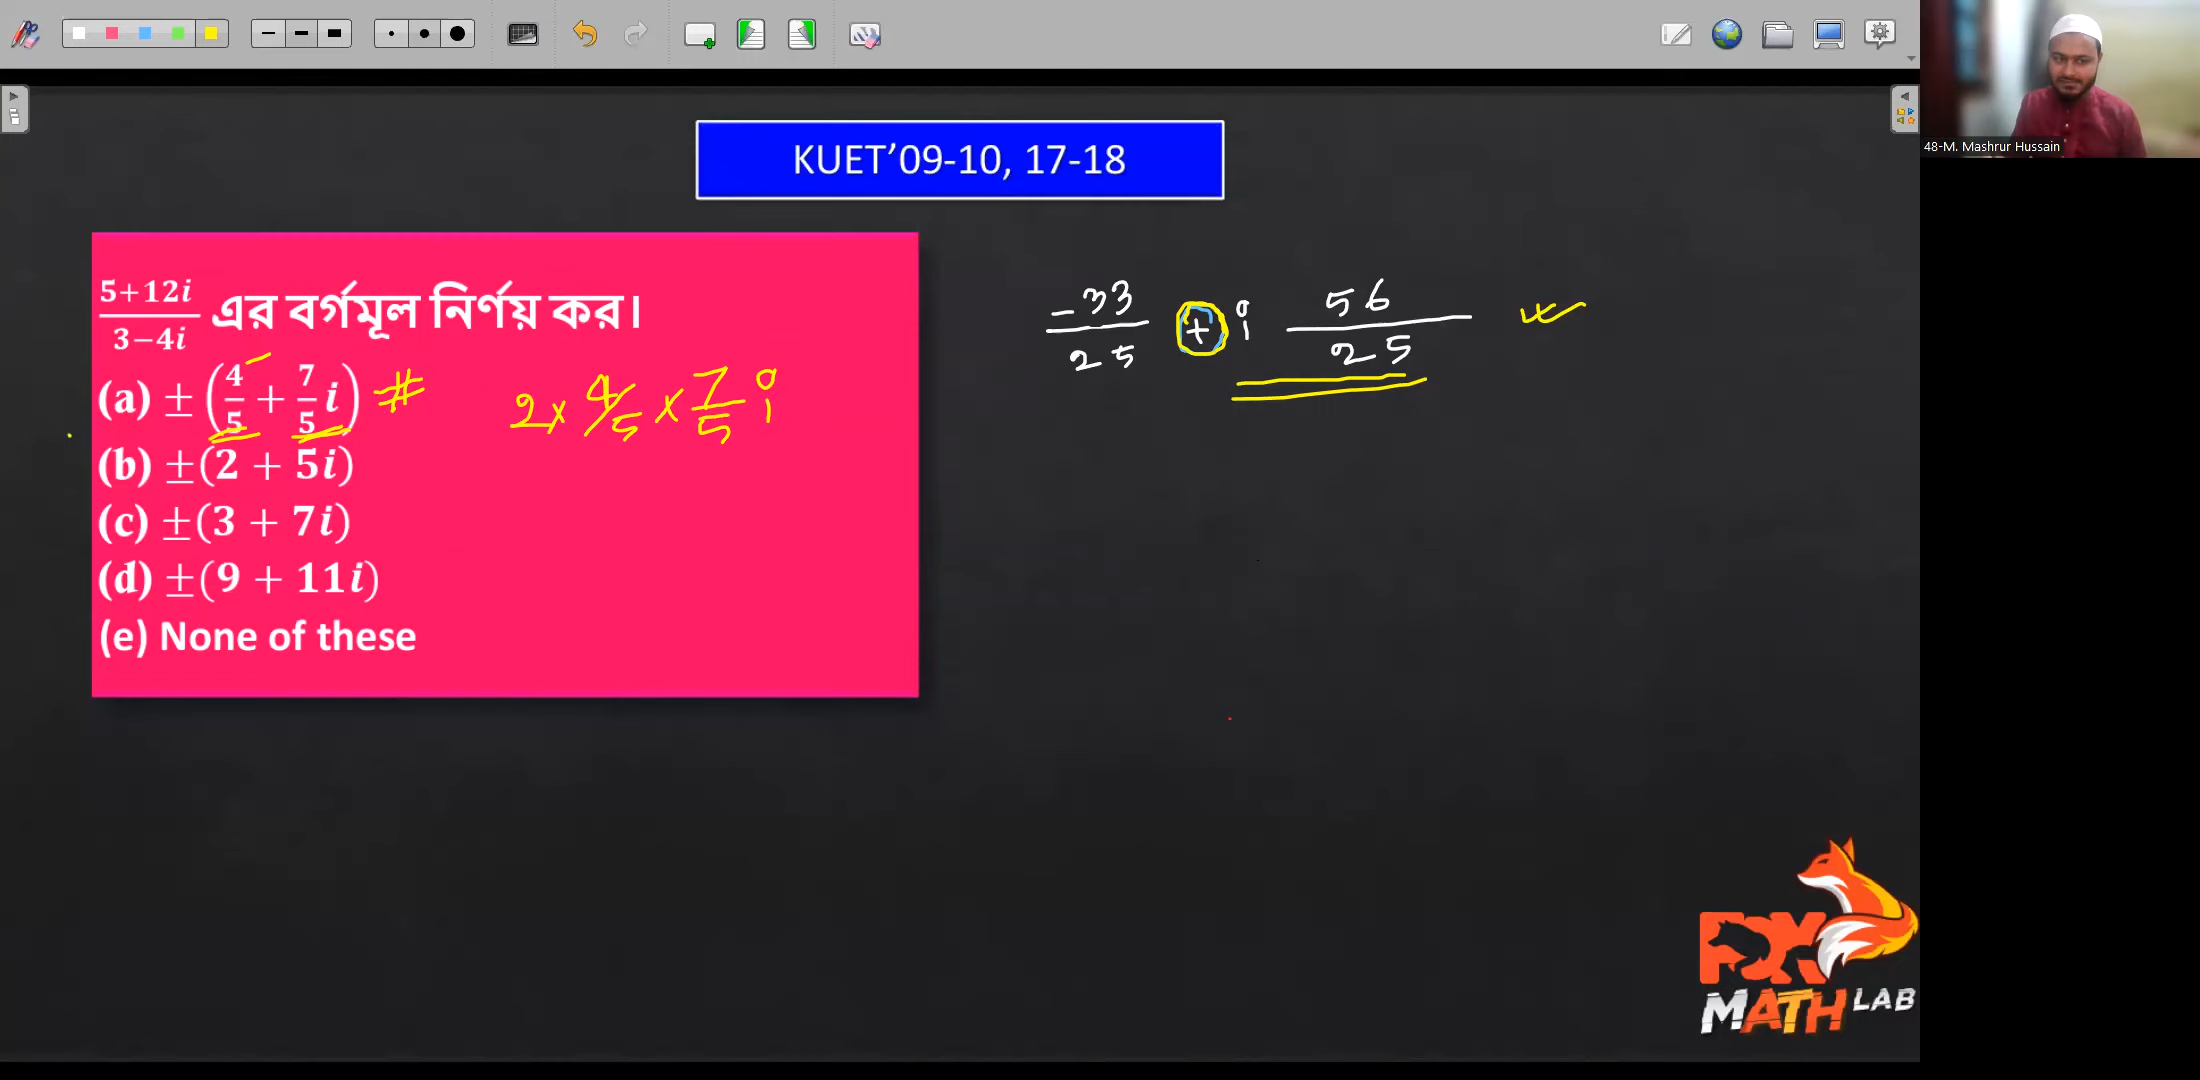 48-M. Mashrur Hussain
KUET’09-10, 17-18
\frac{5+12i}{3-4i} এর বর্গমূল নির্ণয় কর।
(a) ± (4/5 + 7/5 i) #
2 × 4/5 × 7/5 i
(b) ±(2 + 5i)
(c) ±(3 + 7i)
(d) ±(9 + 11i)
(e) None of these
-33/25 + i 56/25
FOX
MATH LAB